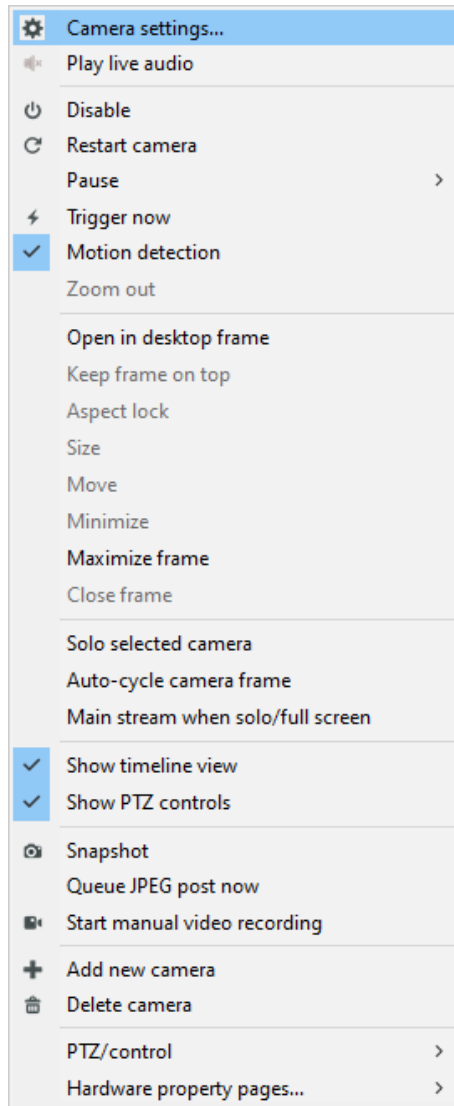 Camera settings...
Play live audio
Disable
Restart camera
Pause
Trigger now
Motion detection
Zoom out
Open in desktop frame
Keep frame on top
Aspect lock
Size
Move
Minimize
Maximize frame
Close frame
Solo selected camera
Auto-cycle camera frame
Main stream when solo/full screen
Show timeline view
Show PTZ controls
Snapshot
Queue JPEG post now
Start manual video recording
Add new camera
Delete camera
PTZ/control
Hardware property pages...